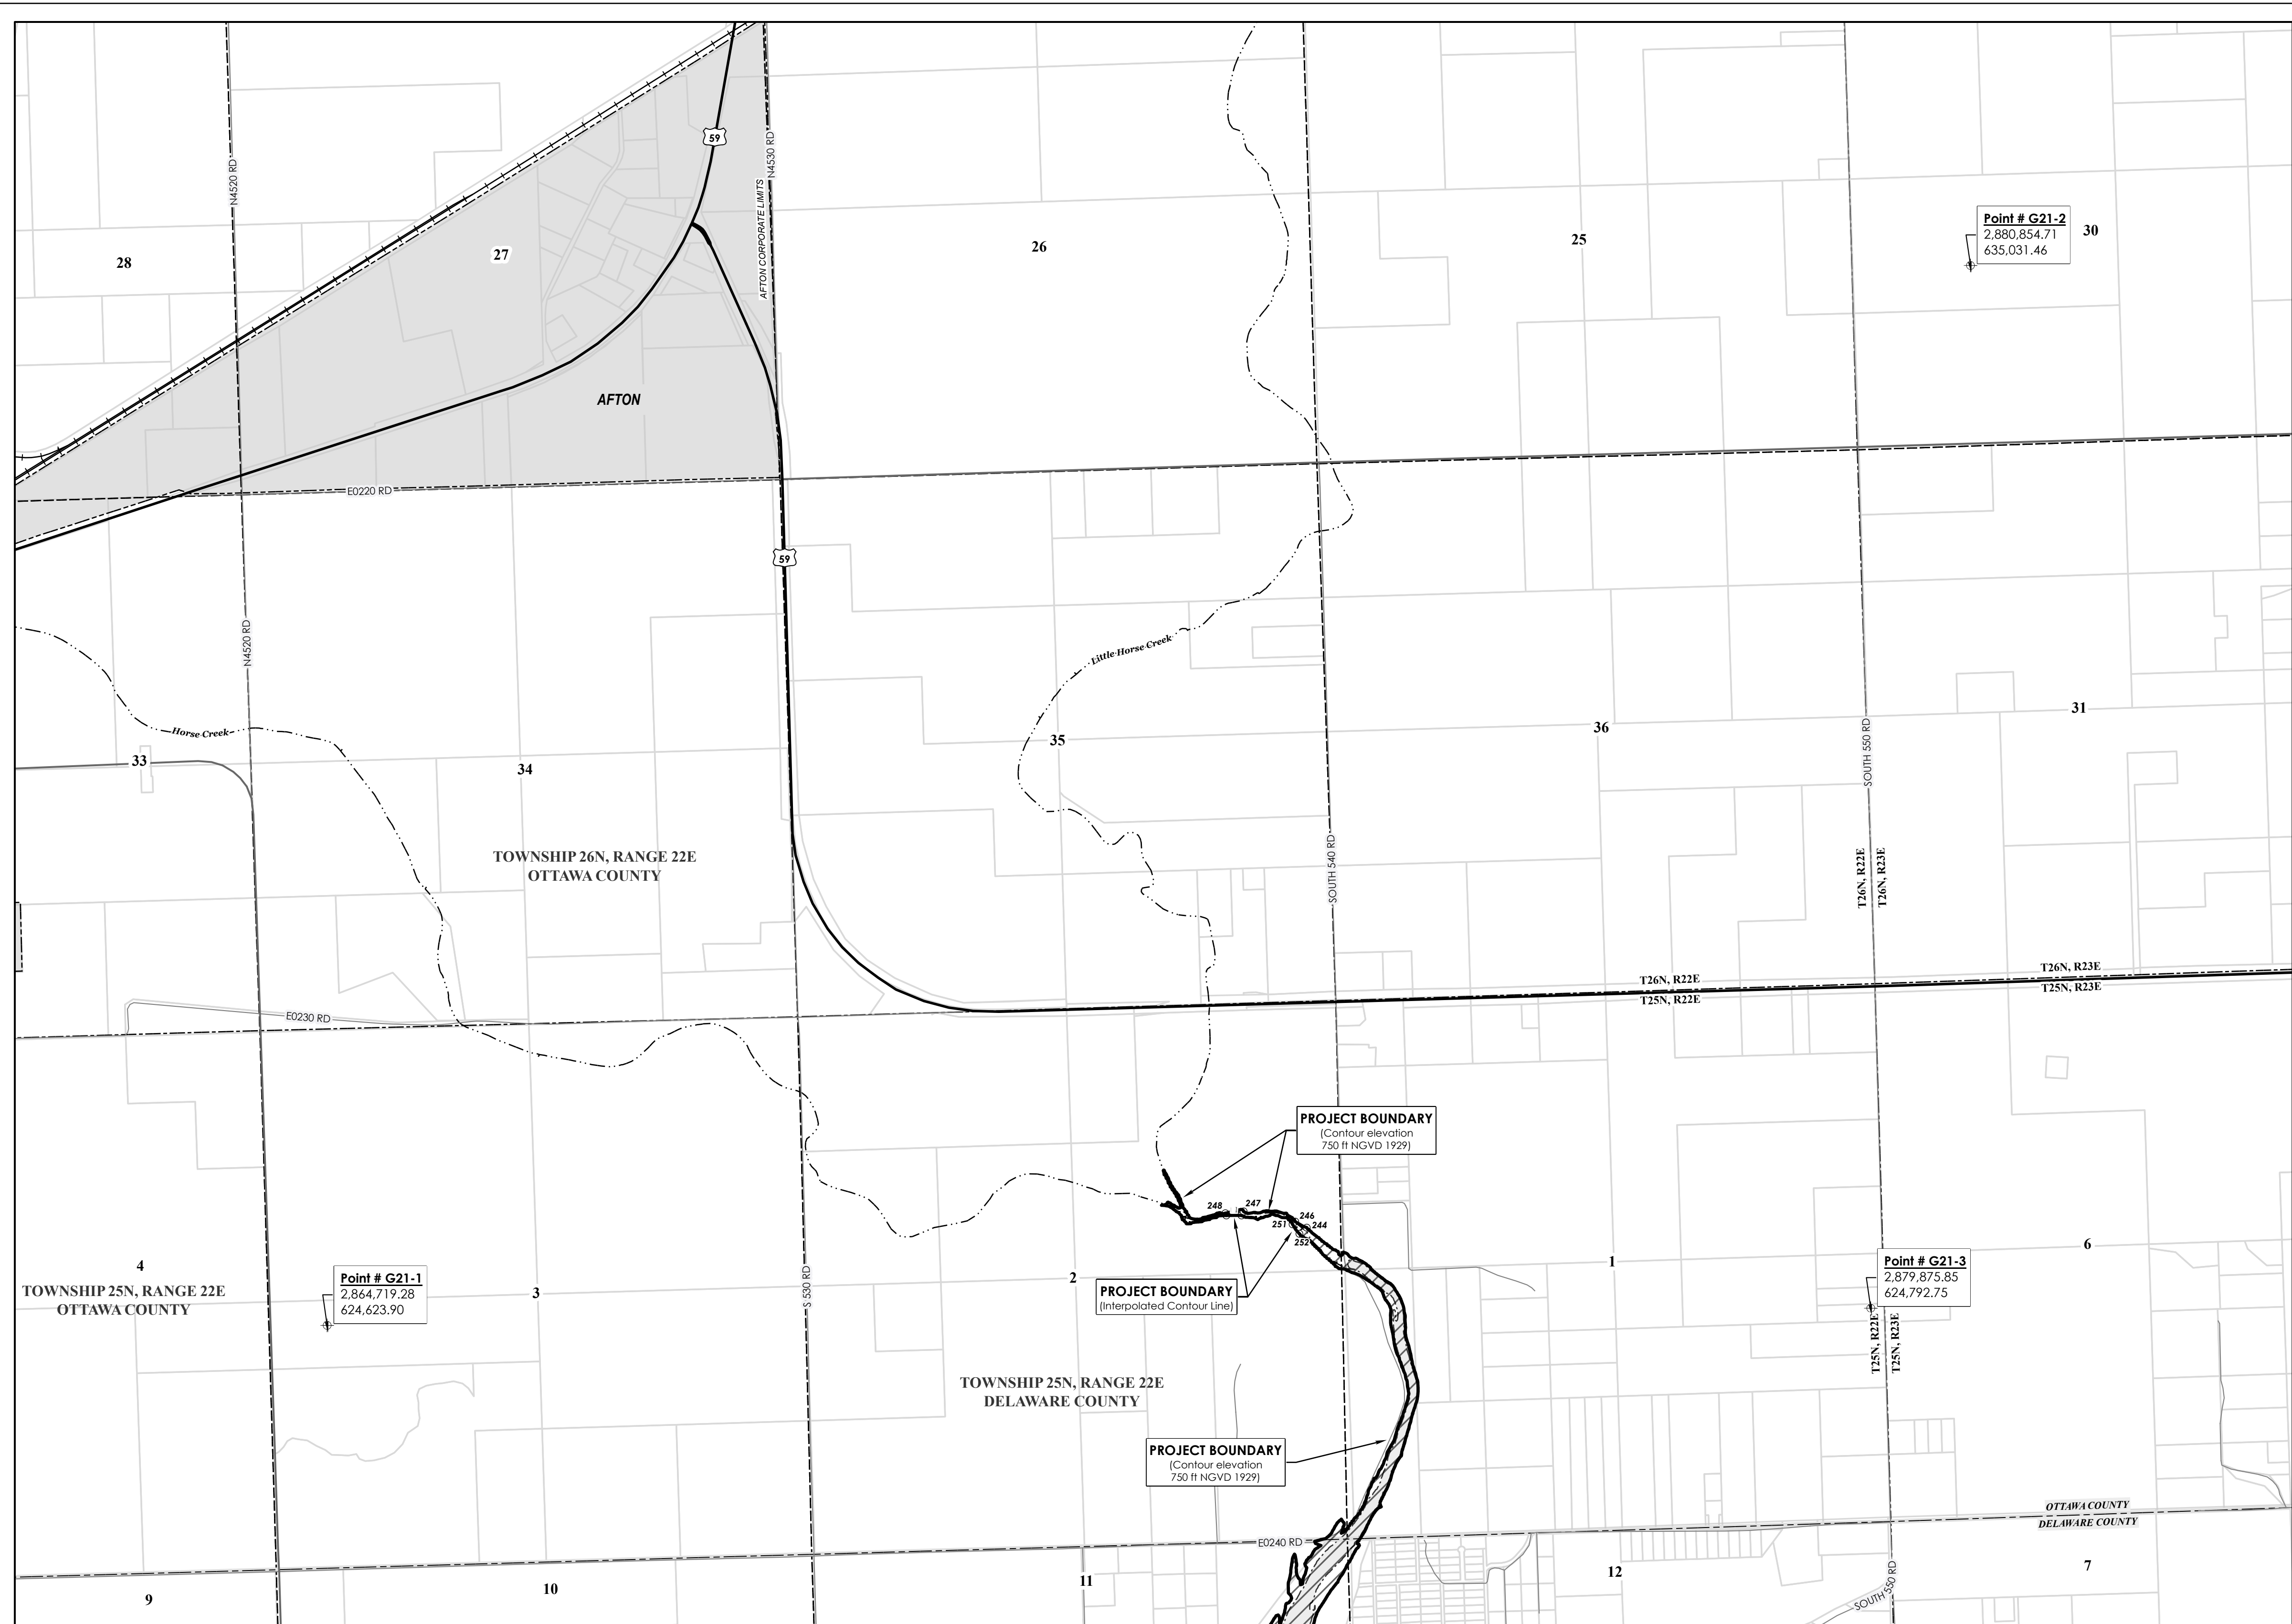 59
N4520 RD
N4530 RD
AFTON CORPORATE LIMITS
Point # G21-2
2,880,854.71
635,031.46
30
28
27
26
25
AFTON
E0220 RD
59
N4520 RD
Little Horse Creek
Horse Creek
33
34
35
36
31
SOUTH 550 RD
SOUTH 540 RD
TOWNSHIP 26N, RANGE 22E
OTTAWA COUNTY
T26N, R22E
T26N, R23E
T26N, R22E
T25N, R22E
T26N, R23E
T25N, R23E
E0230 RD
PROJECT BOUNDARY
(Contour elevation
750 ft NGVD 1929)
248
247
246
251
244
252
4
TOWNSHIP 25N, RANGE 22E
OTTAWA COUNTY
Point # G21-1
2,864,719.28
624,623.90
3
S 530 RD
2
PROJECT BOUNDARY
(Interpolated Contour Line)
1
Point # G21-3
2,879,875.85
624,792.75
6
T25N, R22E
T25N, R23E
TOWNSHIP 25N, RANGE 22E
DELAWARE COUNTY
PROJECT BOUNDARY
(Contour elevation
750 ft NGVD 1929)
OTTAWA COUNTY
DELAWARE COUNTY
E0240 RD
9
10
11
12
7
SOUTH 550 RD